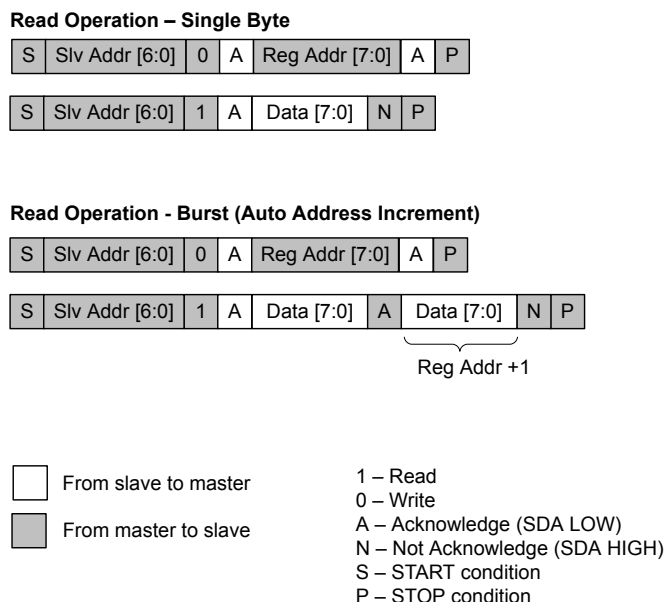 Read Operation – Single Byte
S Slv Addr [6:0] 0 A Reg Addr [7:0] A P
S Slv Addr [6:0] 1 A Data [7:0] N P
Read Operation - Burst (Auto Address Increment)
S Slv Addr [6:0] 0 A Reg Addr [7:0] A P
S Slv Addr [6:0] 1 A Data [7:0] A Data [7:0] N P
Reg Addr +1
From slave to master
From master to slave
1 – Read
0 – Write
A – Acknowledge (SDA LOW)
N – Not Acknowledge (SDA HIGH)
S – START condition
P – STOP condition